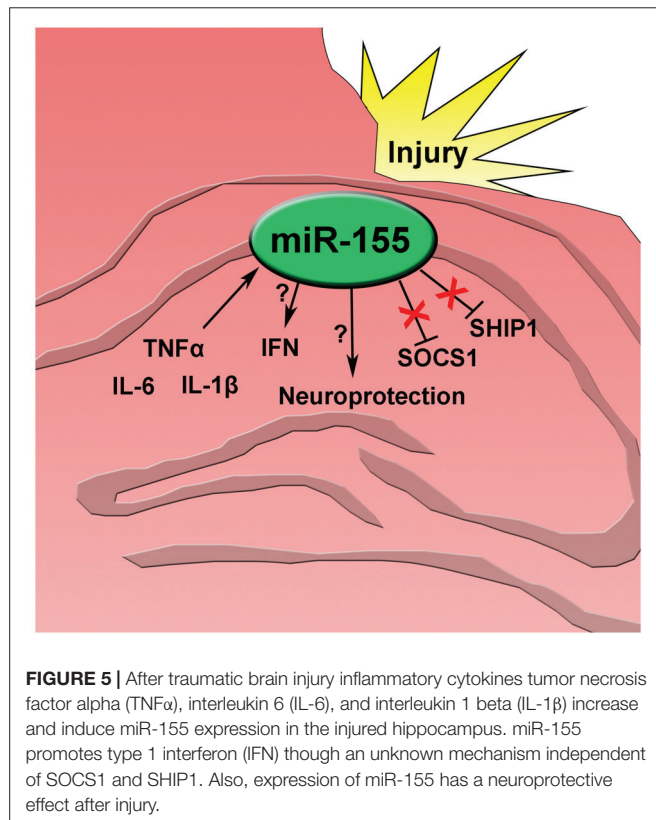 Injury
miR-155
?
TNFα
IFN
?
SHIP1
SOCS1
IL-6 IL-1β
Neuroprotection
FIGURE 5 | After traumatic brain injury inflammatory cytokines tumor necrosis
factor alpha (TNFα), interleukin 6 (IL-6), and interleukin 1 beta (IL-1β) increase
and induce miR-155 expression in the injured hippocampus. miR-155
promotes type 1 interferon (IFN) though an unknown mechanism independent
of SOCS1 and SHIP1. Also, expression of miR-155 has a neuroprotective
effect after injury.